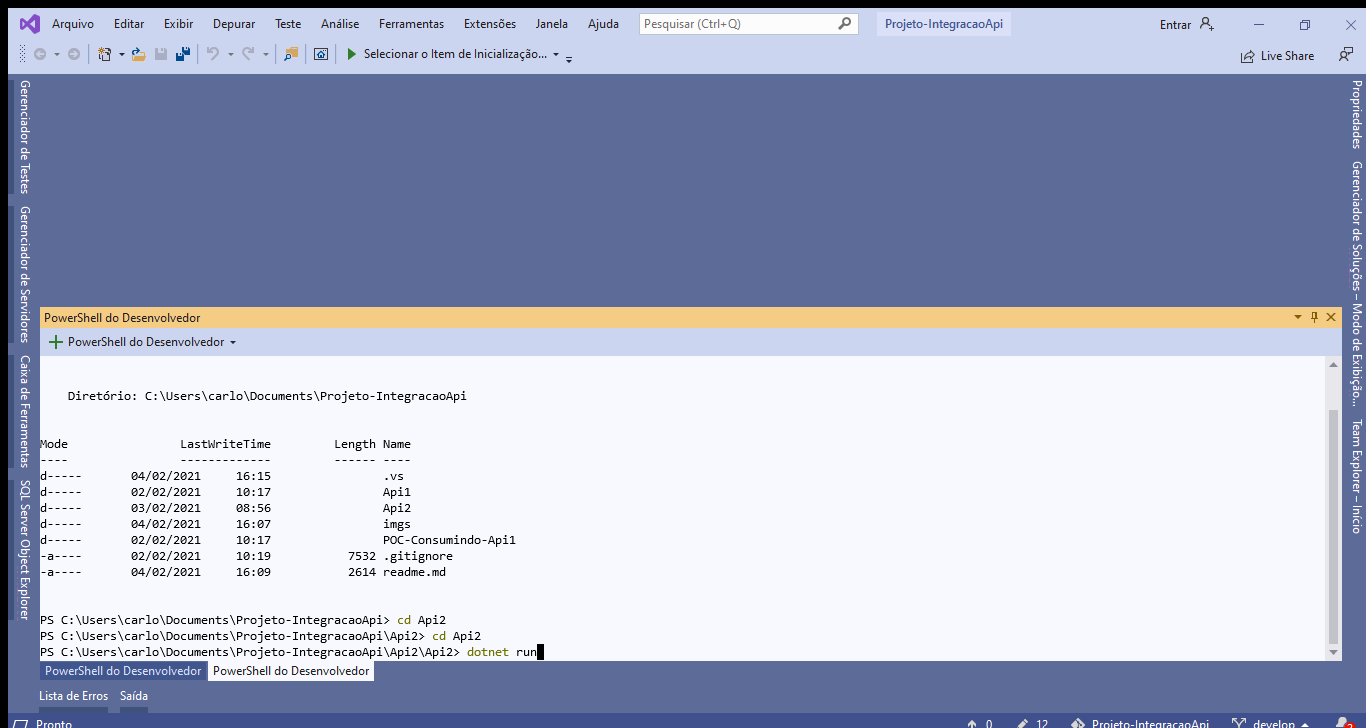 Arquivo Editar Exibir Depurar Teste Análise Ferramentas Extensões Janela Ajuda Pesquisar (Ctrl+Q) Projeto-IntegracaoApi Entrar
Selecionar o Item de Inicialização... Live Share
Gerenciador de Testes
Gerenciador de Servidores
Caixa de Ferramentas
SQL Server Object Explorer
PowerShell do Desenvolvedor
PowerShell do Desenvolvedor
Diretório: C:\Users\carlo\Documents\Projeto-IntegracaoApi
Mode LastWriteTime Length Name
---- ------------- ------ ----
d----- 04/02/2021 16:15 .vs
d----- 02/02/2021 10:17 Api1
d----- 03/02/2021 08:56 Api2
d----- 04/02/2021 16:07 imgs
d----- 02/02/2021 10:17 POC-Consumindo-Api1
-a---- 02/02/2021 10:19 7532 .gitignore
-a---- 04/02/2021 16:09 2614 readme.md
PS C:\Users\carlo\Documents\Projeto-IntegracaoApi> cd Api2
PS C:\Users\carlo\Documents\Projeto-IntegracaoApi\Api2> cd Api2
PS C:\Users\carlo\Documents\Projeto-IntegracaoApi\Api2\Api2> dotnet run
PowerShell do Desenvolvedor PowerShell do Desenvolvedor
Lista de Erros Saída
Propriedades
Gerenciador de Soluções – Modo de Exibição...
Team Explorer – Início
Pronto 0 12 Projeto-IntegracaoApi develop 2